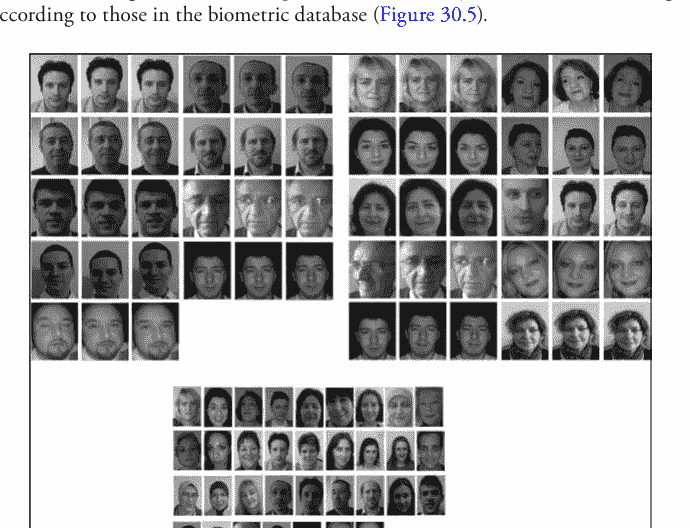 ccording to those in the biometric database (Figure 30.5).